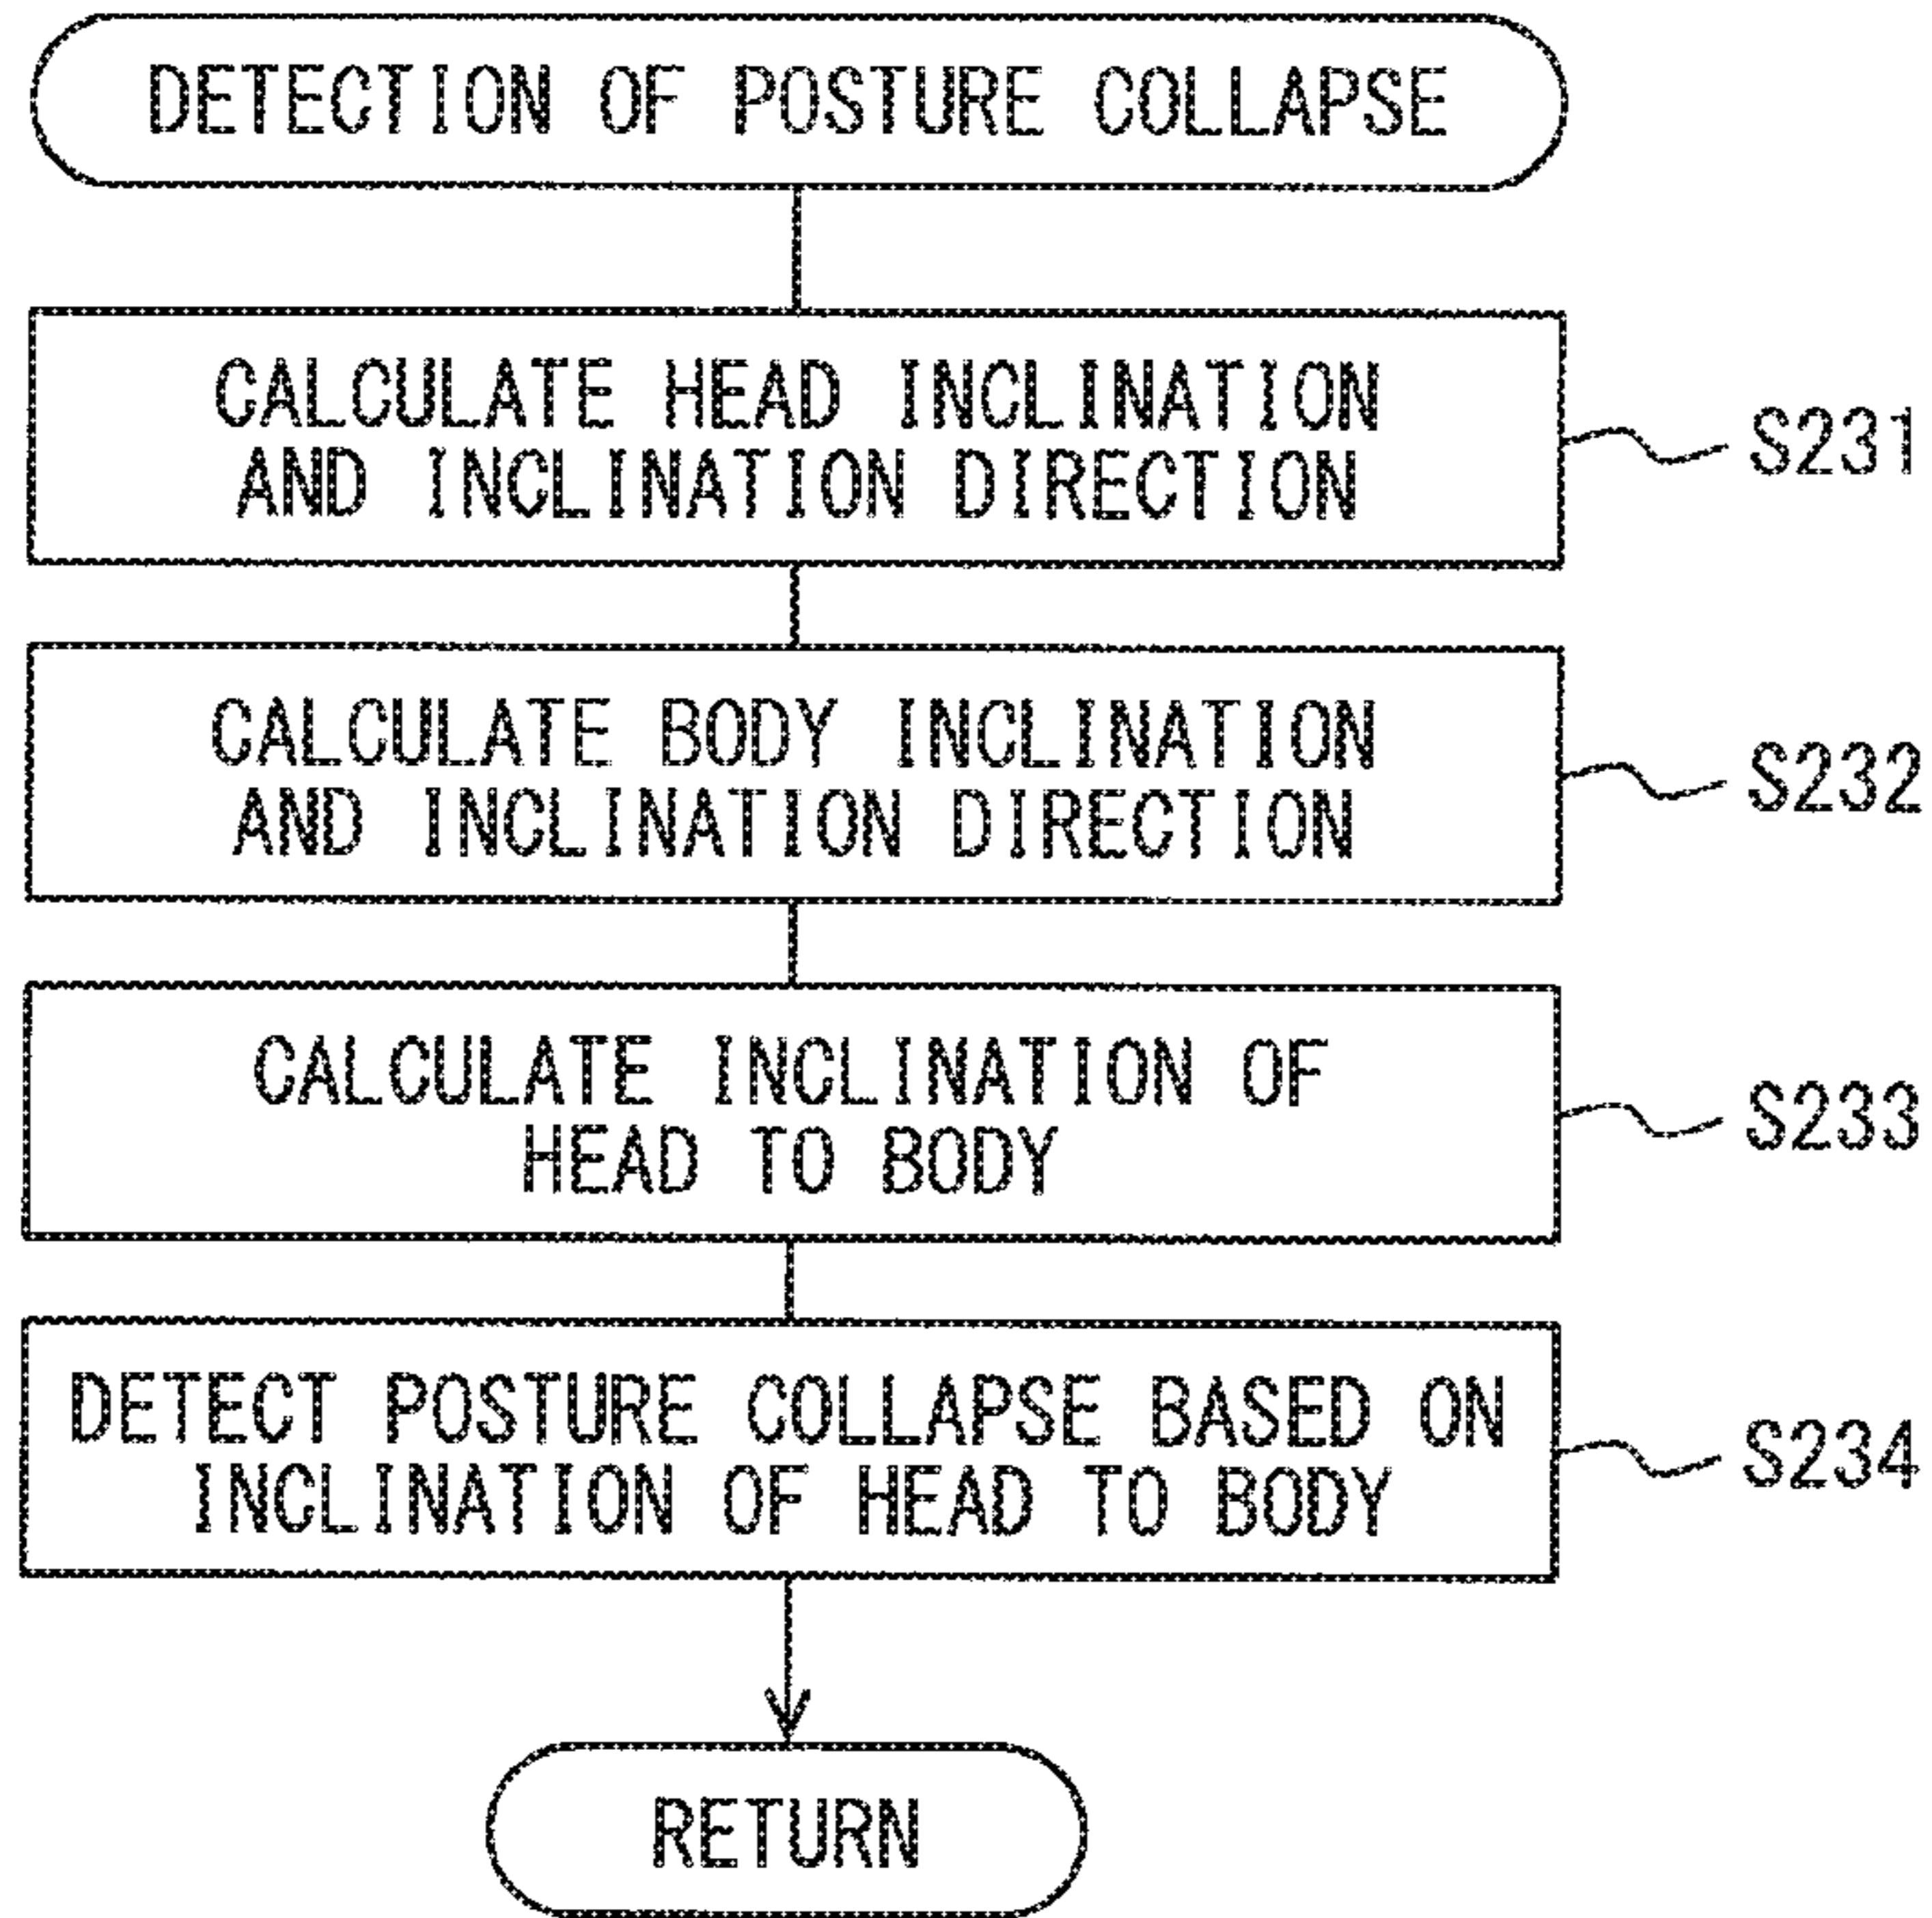 DETECTION OF POSTURE COLLAPSE
CALCULATE HEAD INCLINATION
AND INCLINATION DIRECTION
S231
CALCULATE BODY INCLINATION
AND INCLINATION DIRECTION
S232
CALCULATE INCLINATION OF
HEAD TO BODY
S233
DETECT POSTURE COLLAPSE BASED ON
INCLINATION OF HEAD TO BODY
S234
RETURN